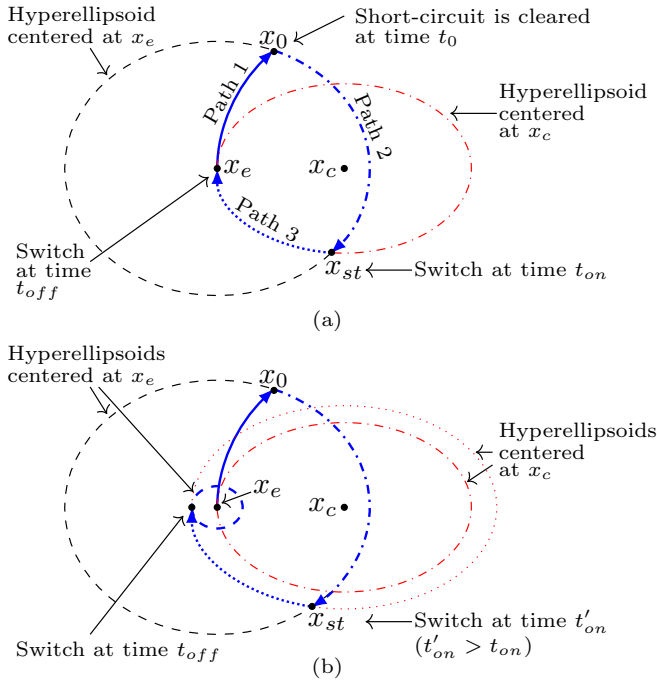 Hyperellipsoid
centered at x_e
x_0
Short-circuit is cleared
at time t_0
Path 1
Path 2
Hyperellipsoid
centered
at x_c
x_e
x_c
Path 3
Switch
at time
t_off
x_st
Switch at time t_on
(a)
Hyperellipsoids
centered at x_e
x_0
Hyperellipsoids
centered
at x_c
x_e
x_c
Switch at time t_off
x_st
Switch at time t'_on
(t'_on > t_on)
(b)